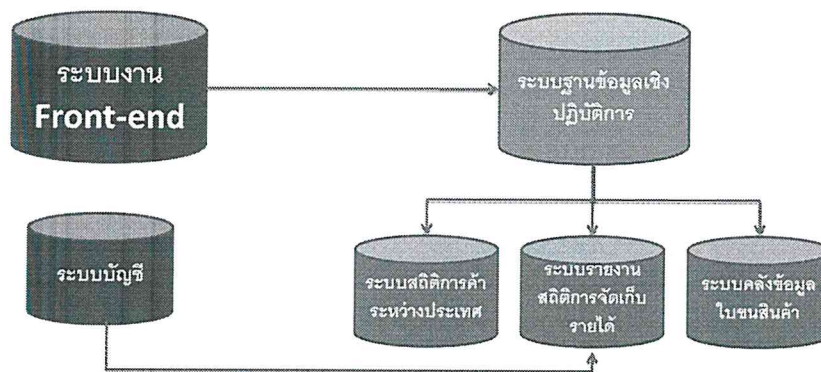 ระบบงาน
Front-end
ระบบฐานข้อมูลเชิง
ปฏิบัติการ
ระบบบัญชี
ระบบสถิติการค้า
ระหว่างประเทศ
ระบบรายงาน
สถิติการจัดเก็บ
รายได้
ระบบคลังข้อมูล
ใบขนสินค้า